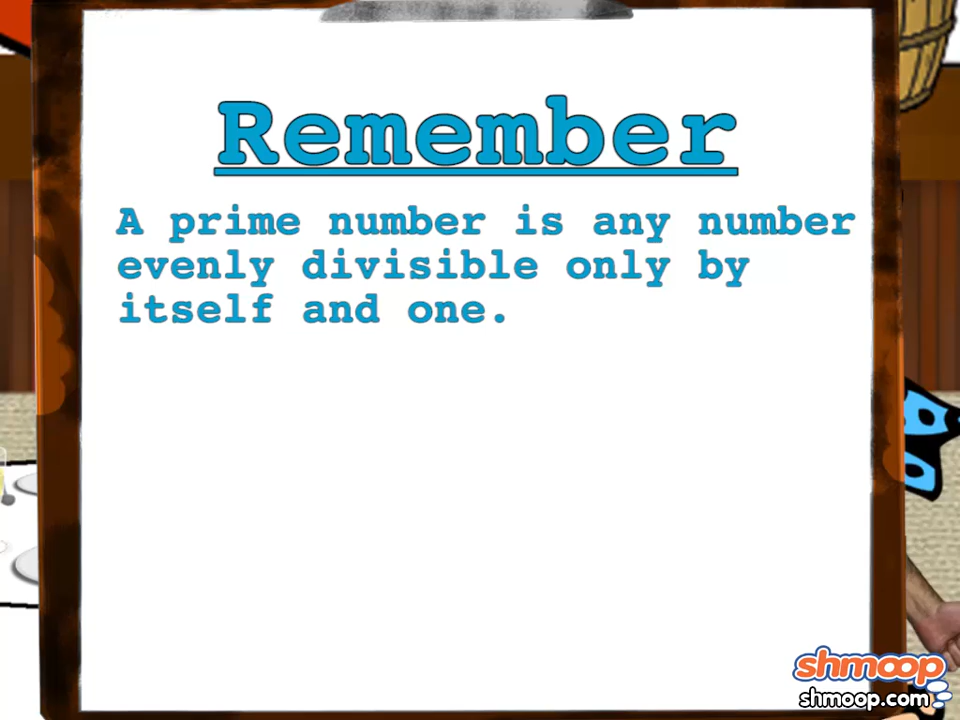 Remember
A prime number is any number
evenly divisible only by
itself and one.
shmoop
shmoop.com